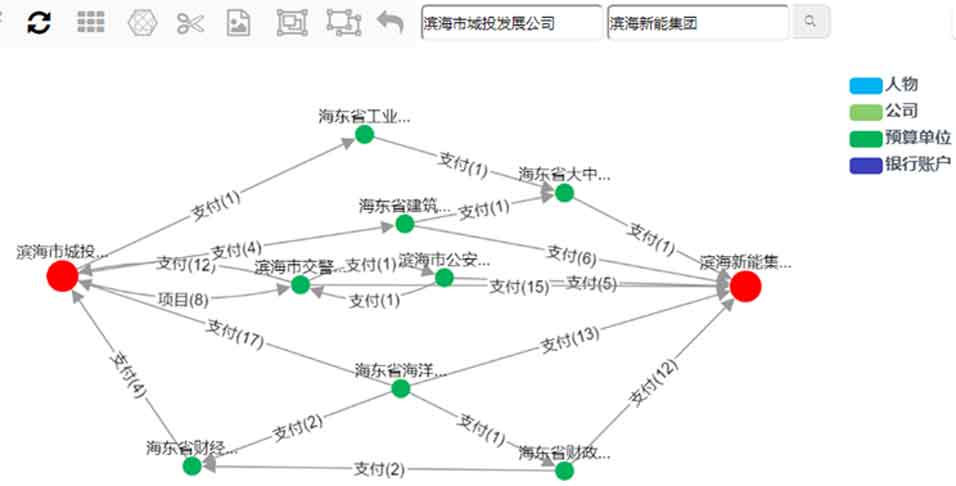 滨海市城投发展公司
滨海新能集团
人物
公司
预算单位
银行账户
海东省工业...
支付(1)
海东省大中...
支付(1)
海东省建筑...
支付(1)
支付(1)
滨海市城投...
支付(4)
支付(6)
滨海新能集...
支付(12)
滨海市交警...
支付(1)
滨海市公安...
项目(8)
支付(1)
支付(15)
支付(5)
支付(17)
支付(13)
支付(4)
海东省海洋...
支付(12)
支付(2)
支付(1)
海东省财经...
海东省财政...
支付(2)